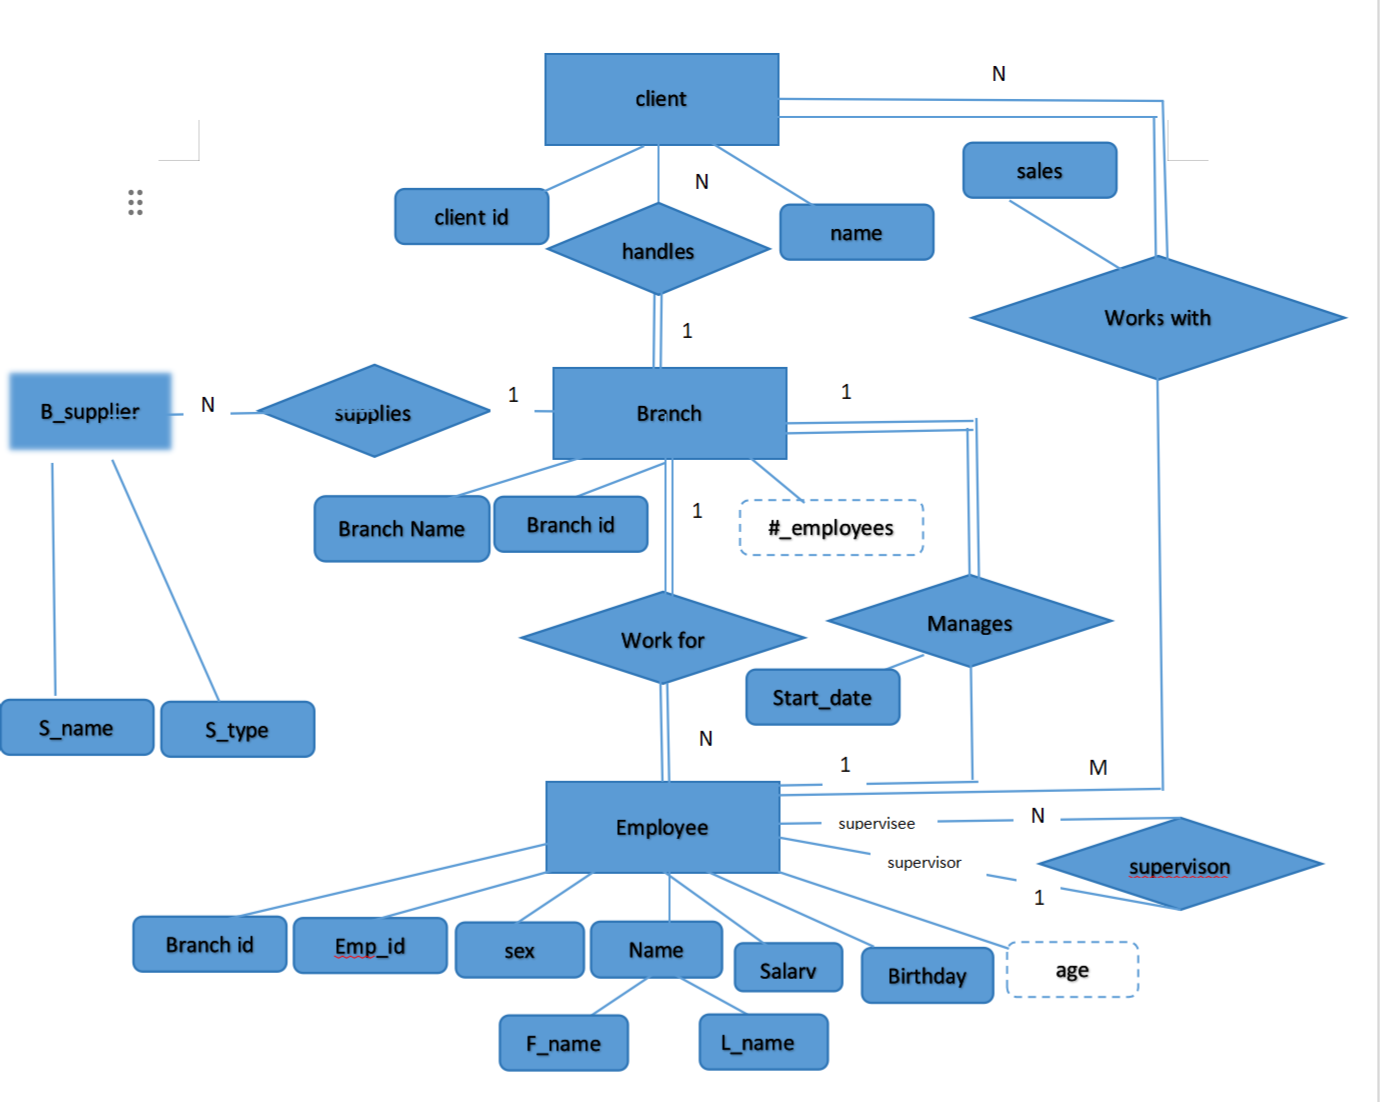 N
client
sales
N
client id
name
handles
Works with
1
1
1
N
B_supplier
supplies
Branch
1
Branch Name
Branch id
#_employees
Manages
Work for
Start_date
S_name
S_type
N
1
M
N
Employee
supervisee
supervisor
supervison
1
Branch id
Emp_id
sex
Name
Salary
Birthday
age
F_name
L_name